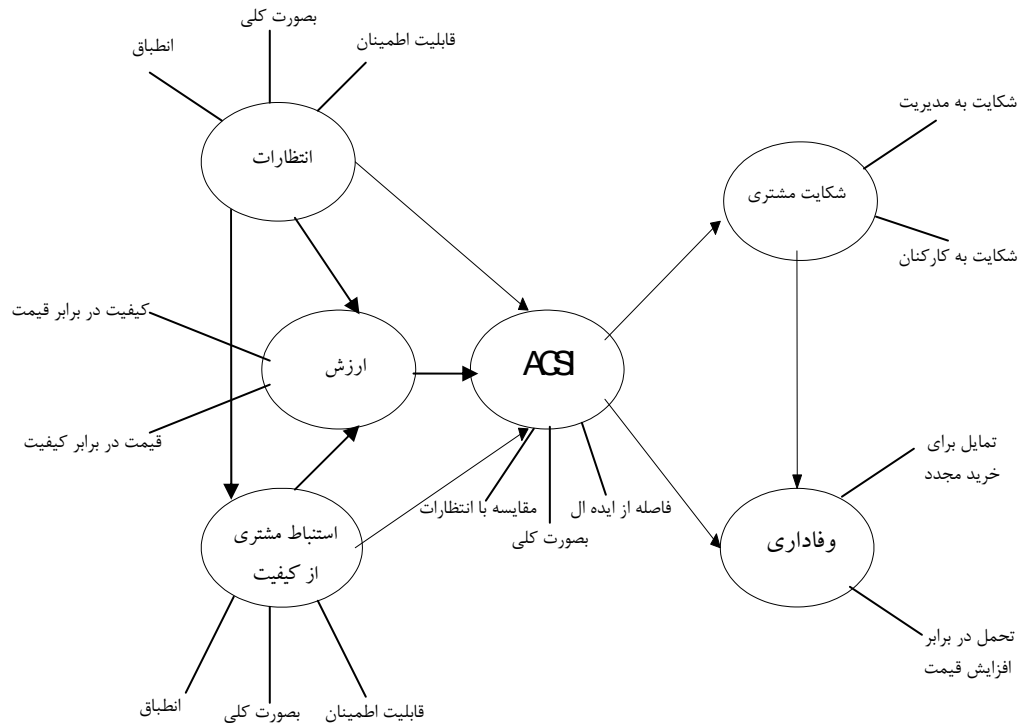 بصورت کلی
قابلیت اطمینان
انطباق
انتظارات
شکایت به مدیریت
شکایت مشتری
شکایت به کارکنان
کیفیت در برابر قیمت
ارزش
ACSI
قیمت در برابر کیفیت
تمایل برای
خرید مجدد
فاصله از ایده ال
مقایسه با انتظارات
بصورت کلی
استنباط مشتری
از کیفیت
وفاداری
تحمل در برابر
افزایش قیمت
قابلیت اطمینان
بصورت کلی
انطباق